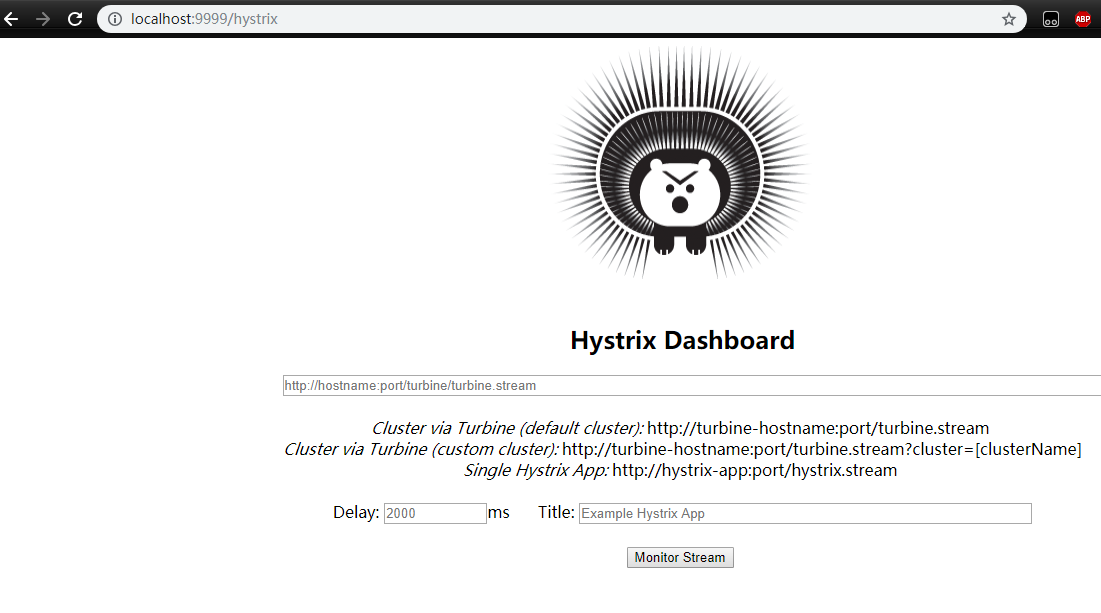 localhost:9999/hystrix
ABP
Hystrix Dashboard
http://hostname:port/turbine/turbine.stream
Cluster via Turbine (default cluster): http://turbine-hostname:port/turbine.stream
Cluster via Turbine (custom cluster): http://turbine-hostname:port/turbine.stream?cluster=[clusterName]
Single Hystrix App: http://hystrix-app:port/hystrix.stream
Delay: 2000 ms Title: Example Hystrix App
Monitor Stream